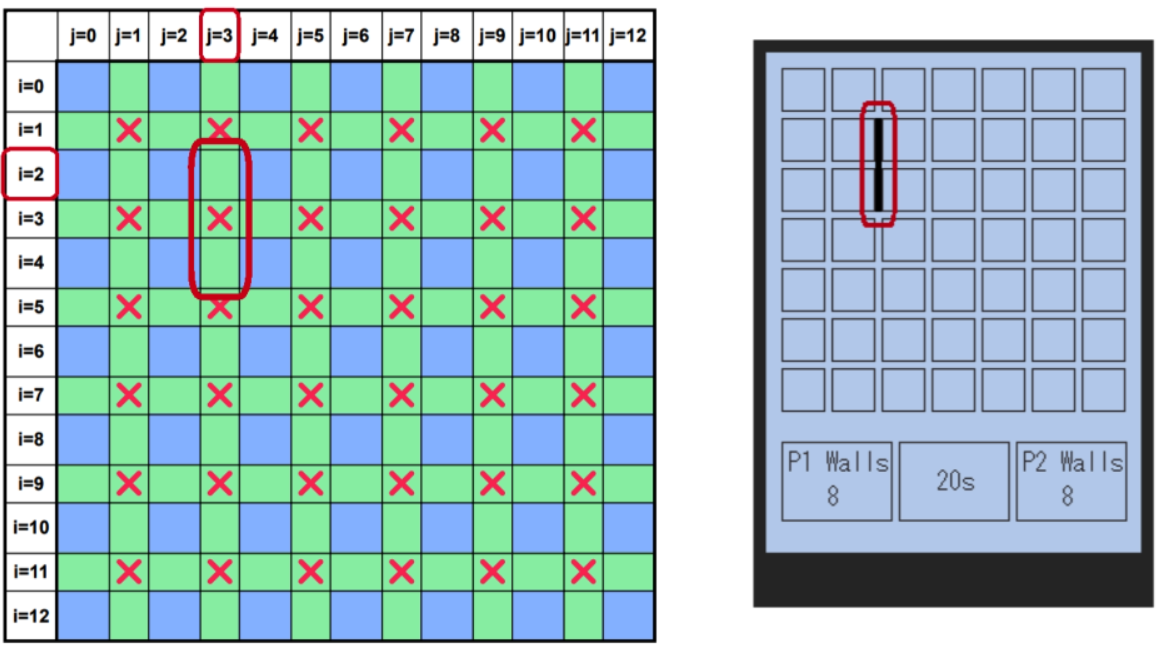 j=0 j=1 j=2 j=3 j=4 j=5 j=6 j=7 j=8 j=9 j=10 j=11 j=12
i=0
i=1
i=2
i=3
i=4
i=5
i=6
i=7
i=8
i=9
i=10
i=11
i=12
P1 Walls
8
20s
P2 Walls
8